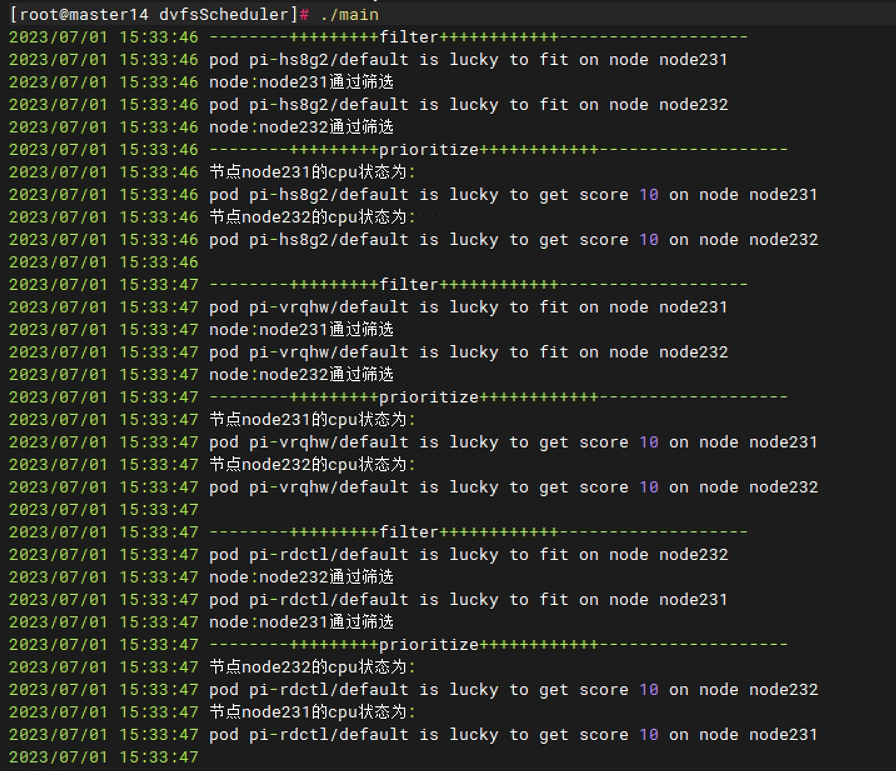 [root@master14 dvfsScheduler]# ./main
2023/07/01 15:33:46 --------+++++++++filter++++++++++++-------------------
2023/07/01 15:33:46 pod pi-hs8g2/default is lucky to fit on node node231
2023/07/01 15:33:46 node:node231通过筛选
2023/07/01 15:33:46 pod pi-hs8g2/default is lucky to fit on node node232
2023/07/01 15:33:46 node:node232通过筛选
2023/07/01 15:33:46 --------+++++++++prioritize++++++++++++-------------------
2023/07/01 15:33:46 节点node231的cpu状态为:
2023/07/01 15:33:46 pod pi-hs8g2/default is lucky to get score 10 on node node231
2023/07/01 15:33:46 节点node232的cpu状态为:
2023/07/01 15:33:46 pod pi-hs8g2/default is lucky to get score 10 on node node232
2023/07/01 15:33:46
2023/07/01 15:33:47 --------+++++++++filter++++++++++++-------------------
2023/07/01 15:33:47 pod pi-vrqhw/default is lucky to fit on node node231
2023/07/01 15:33:47 node:node231通过筛选
2023/07/01 15:33:47 pod pi-vrqhw/default is lucky to fit on node node232
2023/07/01 15:33:47 node:node232通过筛选
2023/07/01 15:33:47 --------+++++++++prioritize++++++++++++-------------------
2023/07/01 15:33:47 节点node231的cpu状态为:
2023/07/01 15:33:47 pod pi-vrqhw/default is lucky to get score 10 on node node231
2023/07/01 15:33:47 节点node232的cpu状态为:
2023/07/01 15:33:47 pod pi-vrqhw/default is lucky to get score 10 on node node232
2023/07/01 15:33:47
2023/07/01 15:33:47 --------+++++++++filter++++++++++++-------------------
2023/07/01 15:33:47 pod pi-rdctl/default is lucky to fit on node node232
2023/07/01 15:33:47 node:node232通过筛选
2023/07/01 15:33:47 pod pi-rdctl/default is lucky to fit on node node231
2023/07/01 15:33:47 node:node231通过筛选
2023/07/01 15:33:47 --------+++++++++prioritize++++++++++++-------------------
2023/07/01 15:33:47 节点node232的cpu状态为:
2023/07/01 15:33:47 pod pi-rdctl/default is lucky to get score 10 on node node232
2023/07/01 15:33:47 节点node231的cpu状态为:
2023/07/01 15:33:47 pod pi-rdctl/default is lucky to get score 10 on node node231
2023/07/01 15:33:47